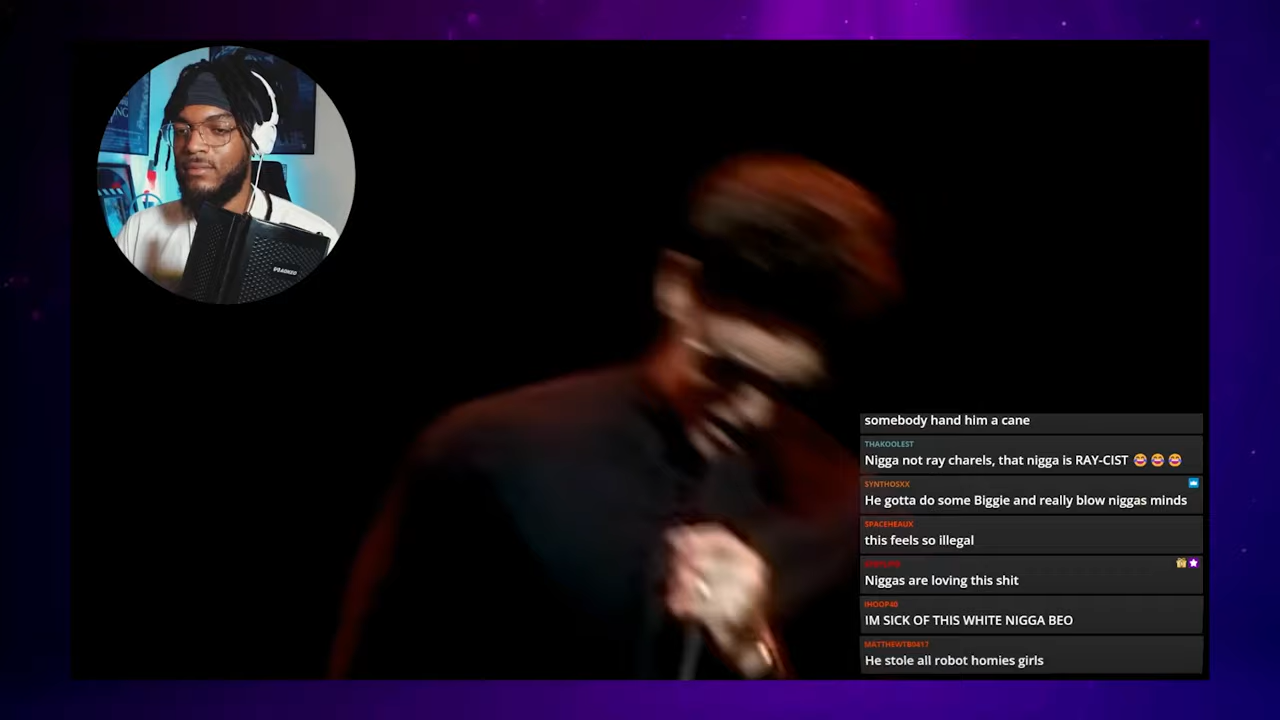 somebody hand him a cane
THAKOOLEST
Nigga not ray charels, that nigga is RAY-CIST 😂 😂 😂
SYNTHOSXX
He gotta do some Biggie and really blow niggas minds
SPACEHEAUX
this feels so illegal
Niggas are loving this shit
IHOOP40
IM SICK OF THIS WHITE NIGGA BEO
MATTHEWTB0417
He stole all robot homies girls